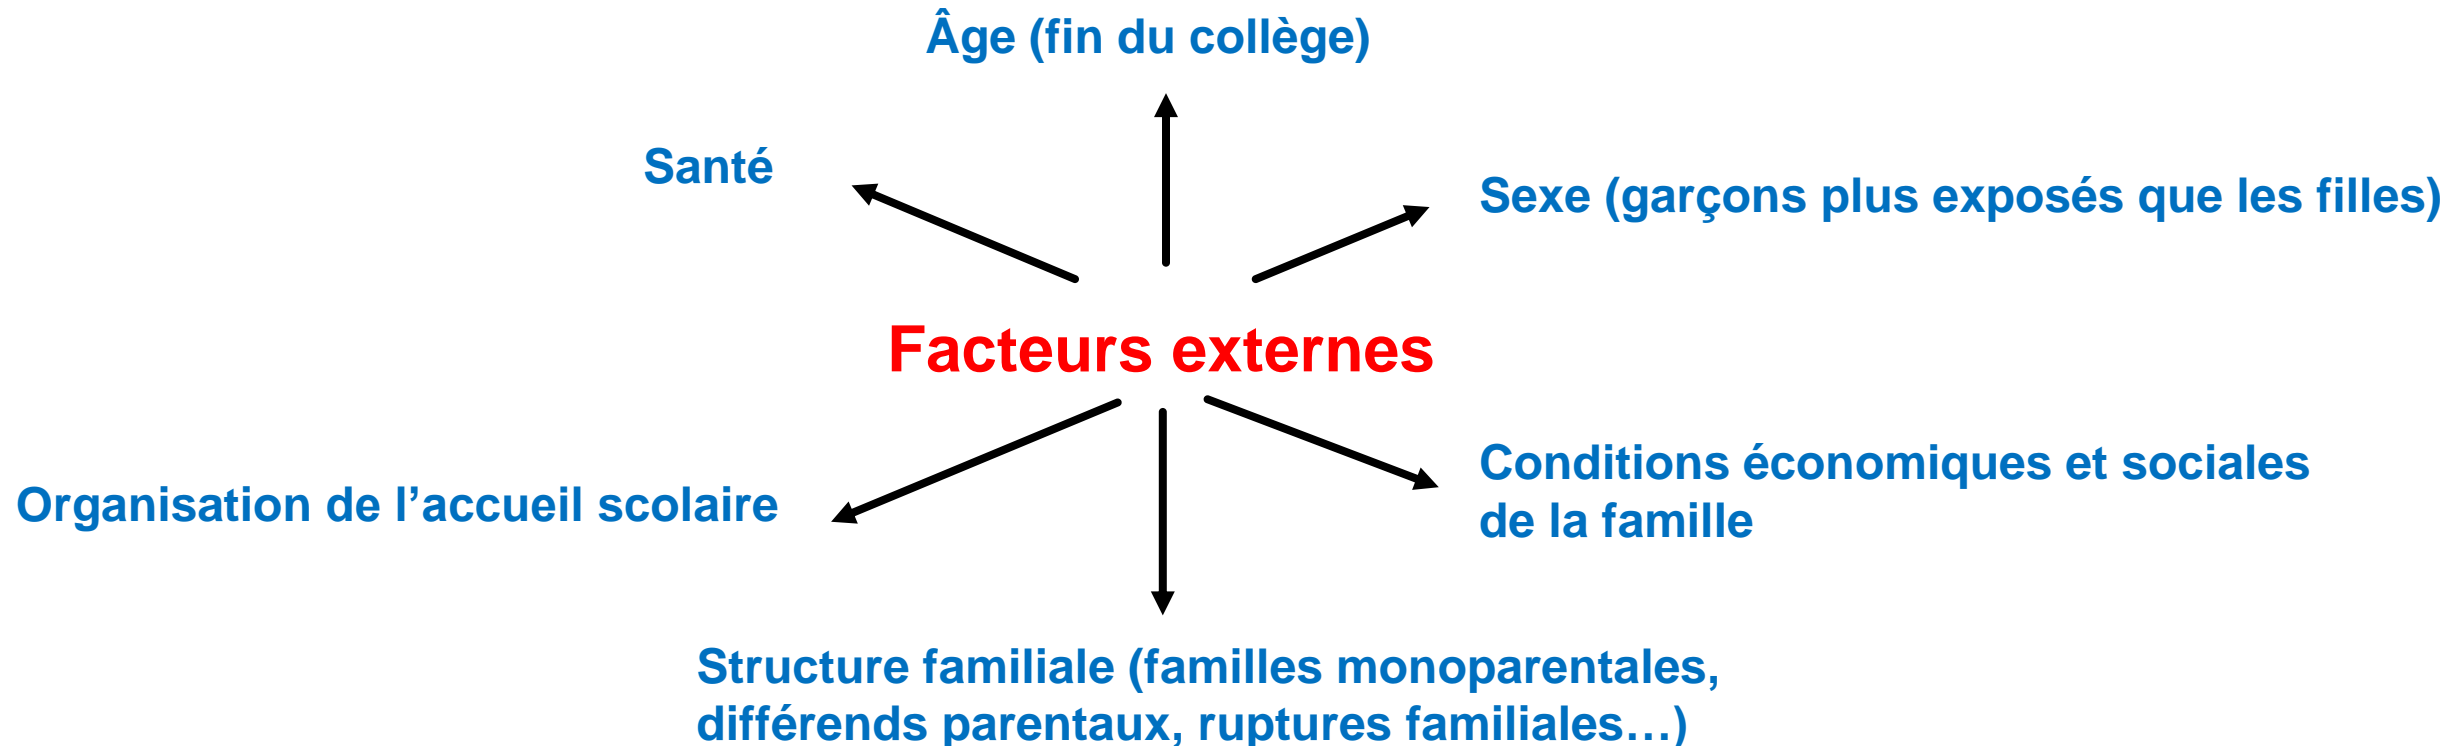 Âge (fin du collège)
Santé
Sexe (garçons plus exposés que les filles)
Facteurs externes
Conditions économiques et sociales
de la famille
Organisation de l’accueil scolaire
Structure familiale (familles monoparentales,
différends parentaux, ruptures familiales…)